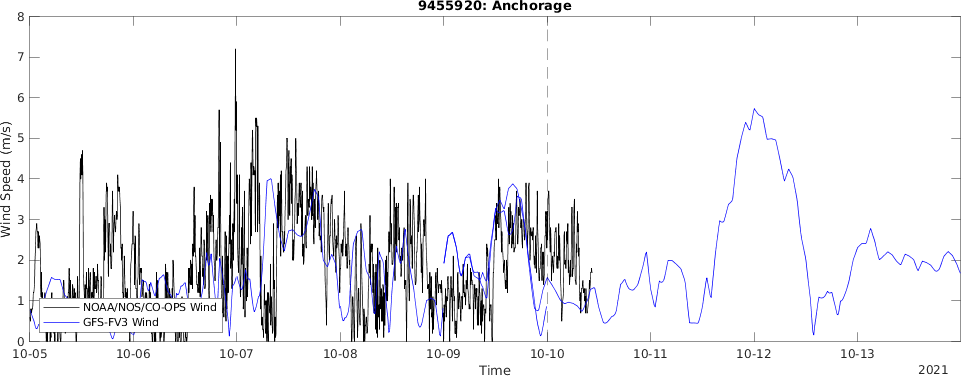 9455920: Anchorage
8
7
6
5
4
3
2
1
0
Wind Speed (m/s)
NOAA/NOS/CO-OPS Wind
GFS-FV3 Wind
10-05 10-06 10-07 10-08 10-09 10-10 10-11 10-12 10-13
Time
2021